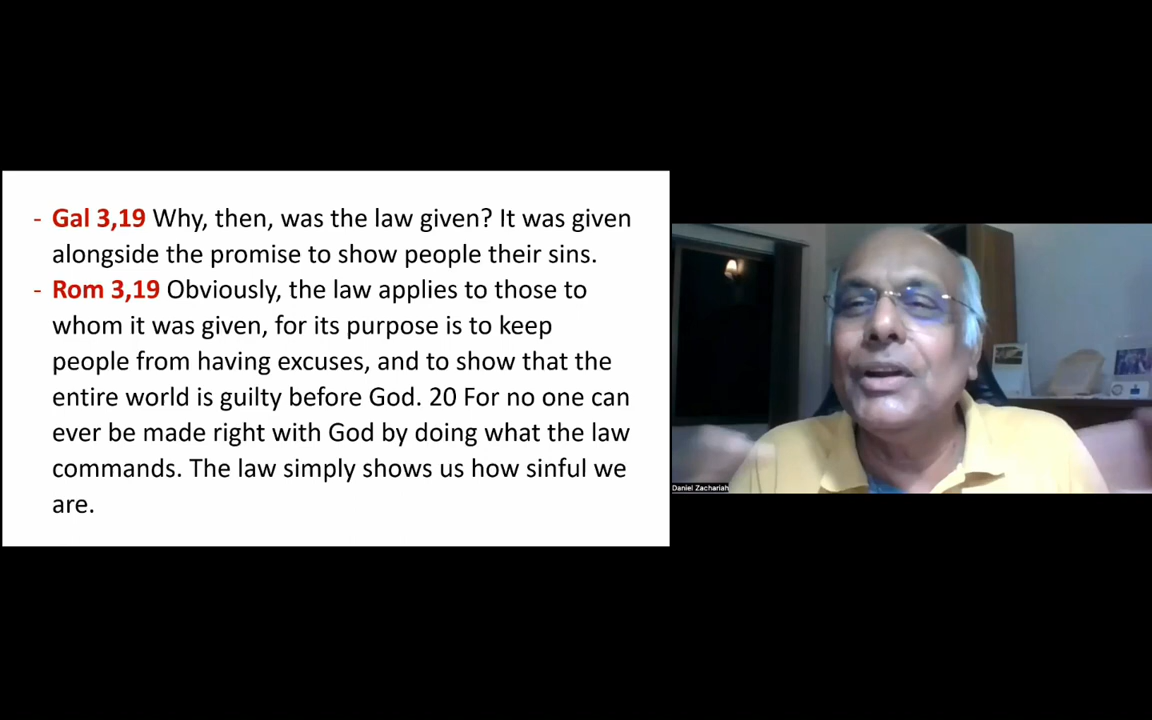 - Gal 3,19 Why, then, was the law given? It was given
alongside the promise to show people their sins.
- Rom 3,19 Obviously, the law applies to those to
whom it was given, for its purpose is to keep
people from having excuses, and to show that the
entire world is guilty before God. 20 For no one can
ever be made right with God by doing what the law
commands. The law simply shows us how sinful we
are.
Daniel Zachariah